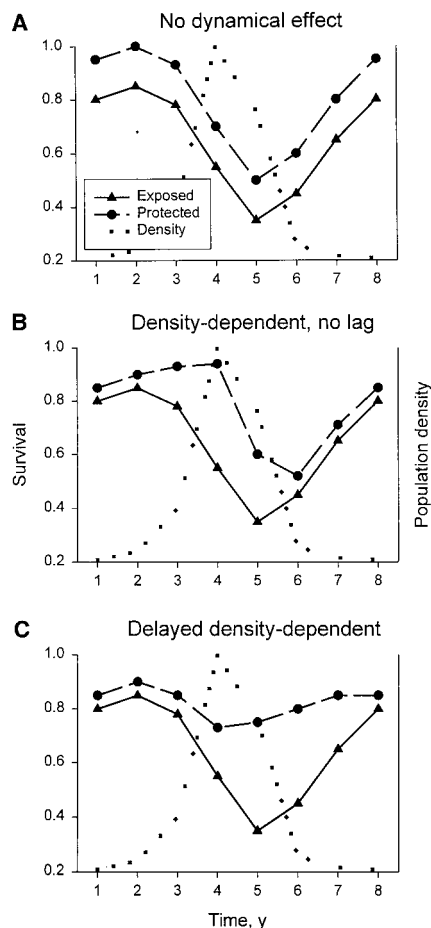 A
No dynamical effect
1.0
0.8
0.6
0.4
0.2
Exposed
Protected
Density
1 2 3 4 5 6 7 8
B
Density-dependent, no lag
1.0
0.8
0.6
0.4
0.2
Survival
Population density
1 2 3 4 5 6 7 8
C
Delayed density-dependent
1.0
0.8
0.6
0.4
0.2
1 2 3 4 5 6 7 8
Time, y